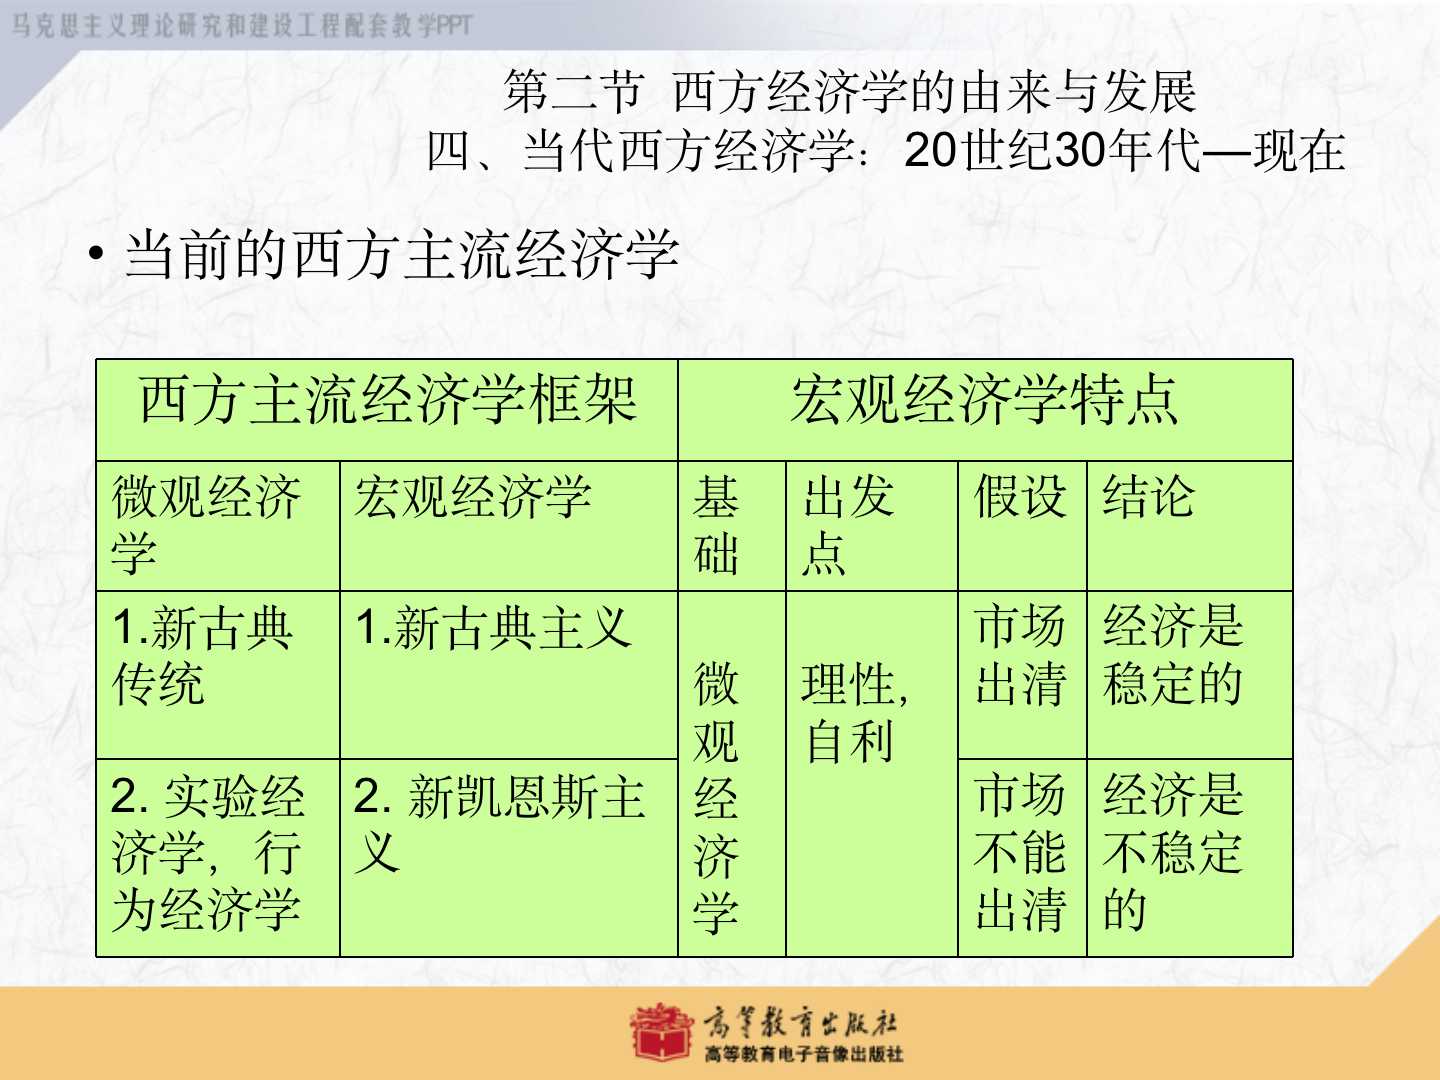 马克思主义理论研究和建设工程配套教学PPT
第二节 西方经济学的由来与发展
四、当代西方经济学：20世纪30年代—现在
• 当前的西方主流经济学
西方主流经济学框架
宏观经济学特点
微观经济
学
宏观经济学
基
础
出发
点
假设
结论
1.新古典
传统
1.新古典主义
微
观
经
济
学
理性，
自利
市场
出清
经济是
稳定的
2. 实验经
济学，行
为经济学
2. 新凯恩斯主
义
市场
不能
出清
经济是
不稳定
的
高等教育出版社
高等教育电子音像出版社